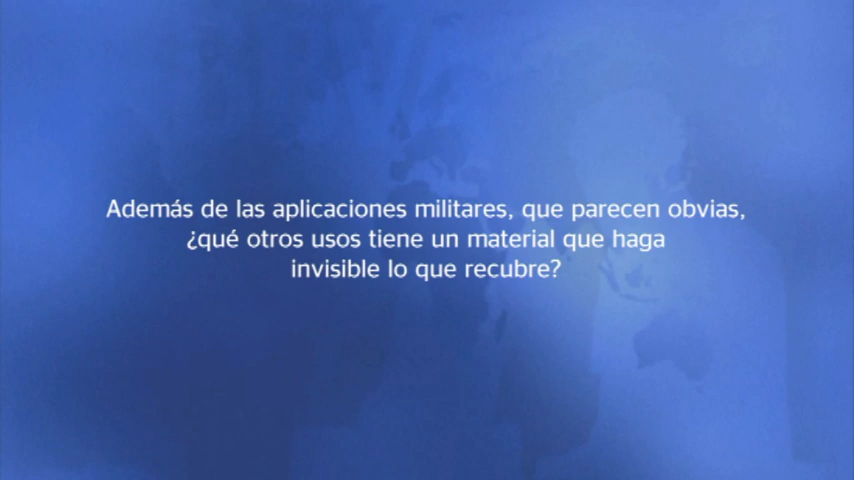 Además de las aplicaciones militares, que parecen obvias,
¿qué otros usos tiene un material que haga
invisible lo que recubre?